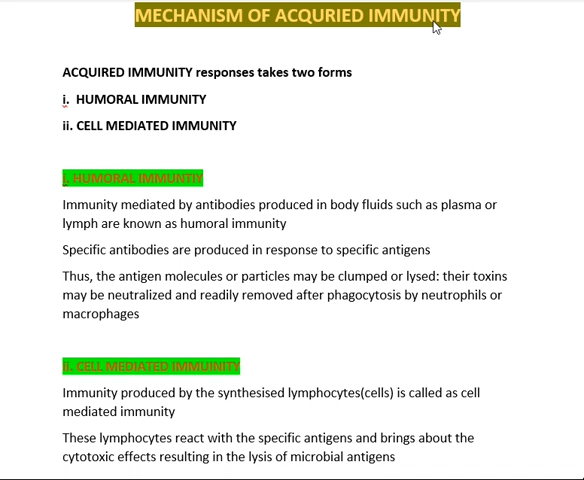 MECHANISM OF ACQURIED IMMUNITY
ACQUIRED IMMUNITY responses takes two forms
i. HUMORAL IMMUNITY
ii. CELL MEDIATED IMMUNITY
i. HUMORAL IMMUNTIY
Immunity mediated by antibodies produced in body fluids such as plasma or
lymph are known as humoral immunity
Specific antibodies are produced in response to specific antigens
Thus, the antigen molecules or particles may be clumped or lysed: their toxins
may be neutralized and readily removed after phagocytosis by neutrophils or
macrophages
ii. CELL MEDIATED IMMUINITY
Immunity produced by the synthesised lymphocytes(cells) is called as cell
mediated immunity
These lymphocytes react with the specific antigens and brings about the
cytotoxic effects resulting in the lysis of microbial antigens